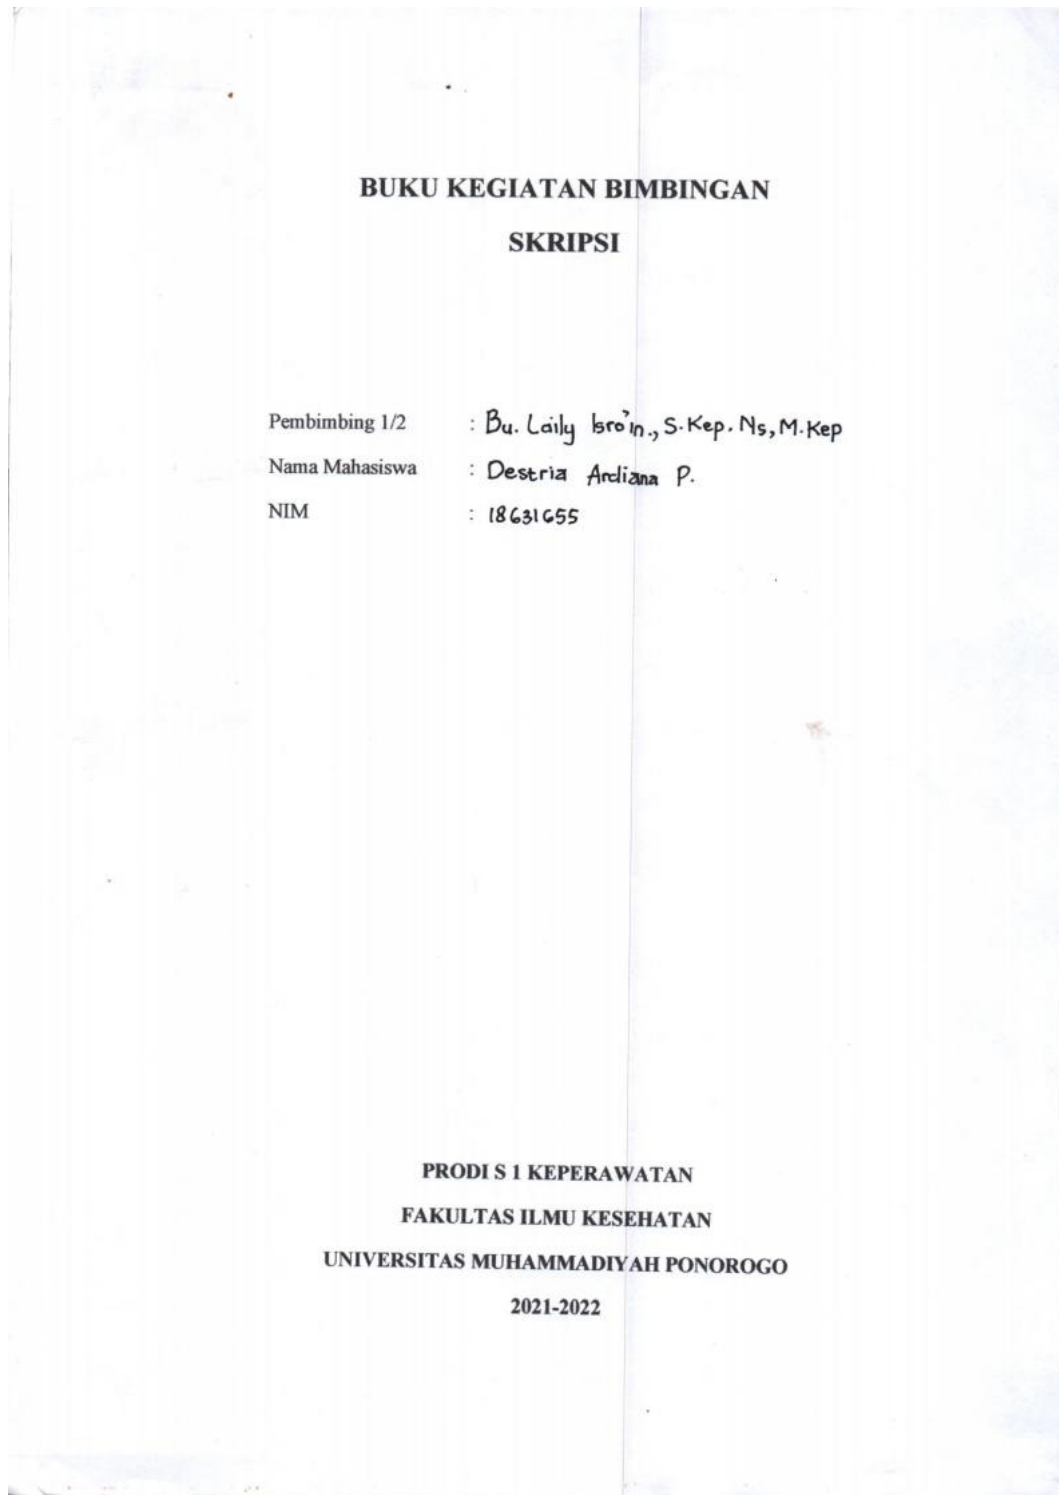 BUKU KEGIATAN BIMBINGAN
SKRIPSI
Pembimbing 1/2 : Bu. Laily Isro'in., S.Kep. Ns, M.Kep
Nama Mahasiswa : Destria Ardiana P.
NIM : 18631655
PRODI S 1 KEPERAWATAN
FAKULTAS ILMU KESEHATAN
UNIVERSITAS MUHAMMADIYAH PONOROGO
2021-2022